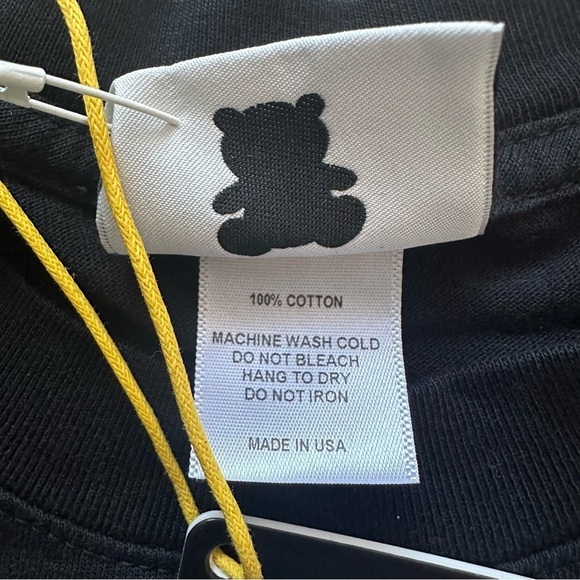 100% COTTON
MACHINE WASH COLD
DO NOT BLEACH
HANG TO DRY
DO NOT IRON
MADE IN USA